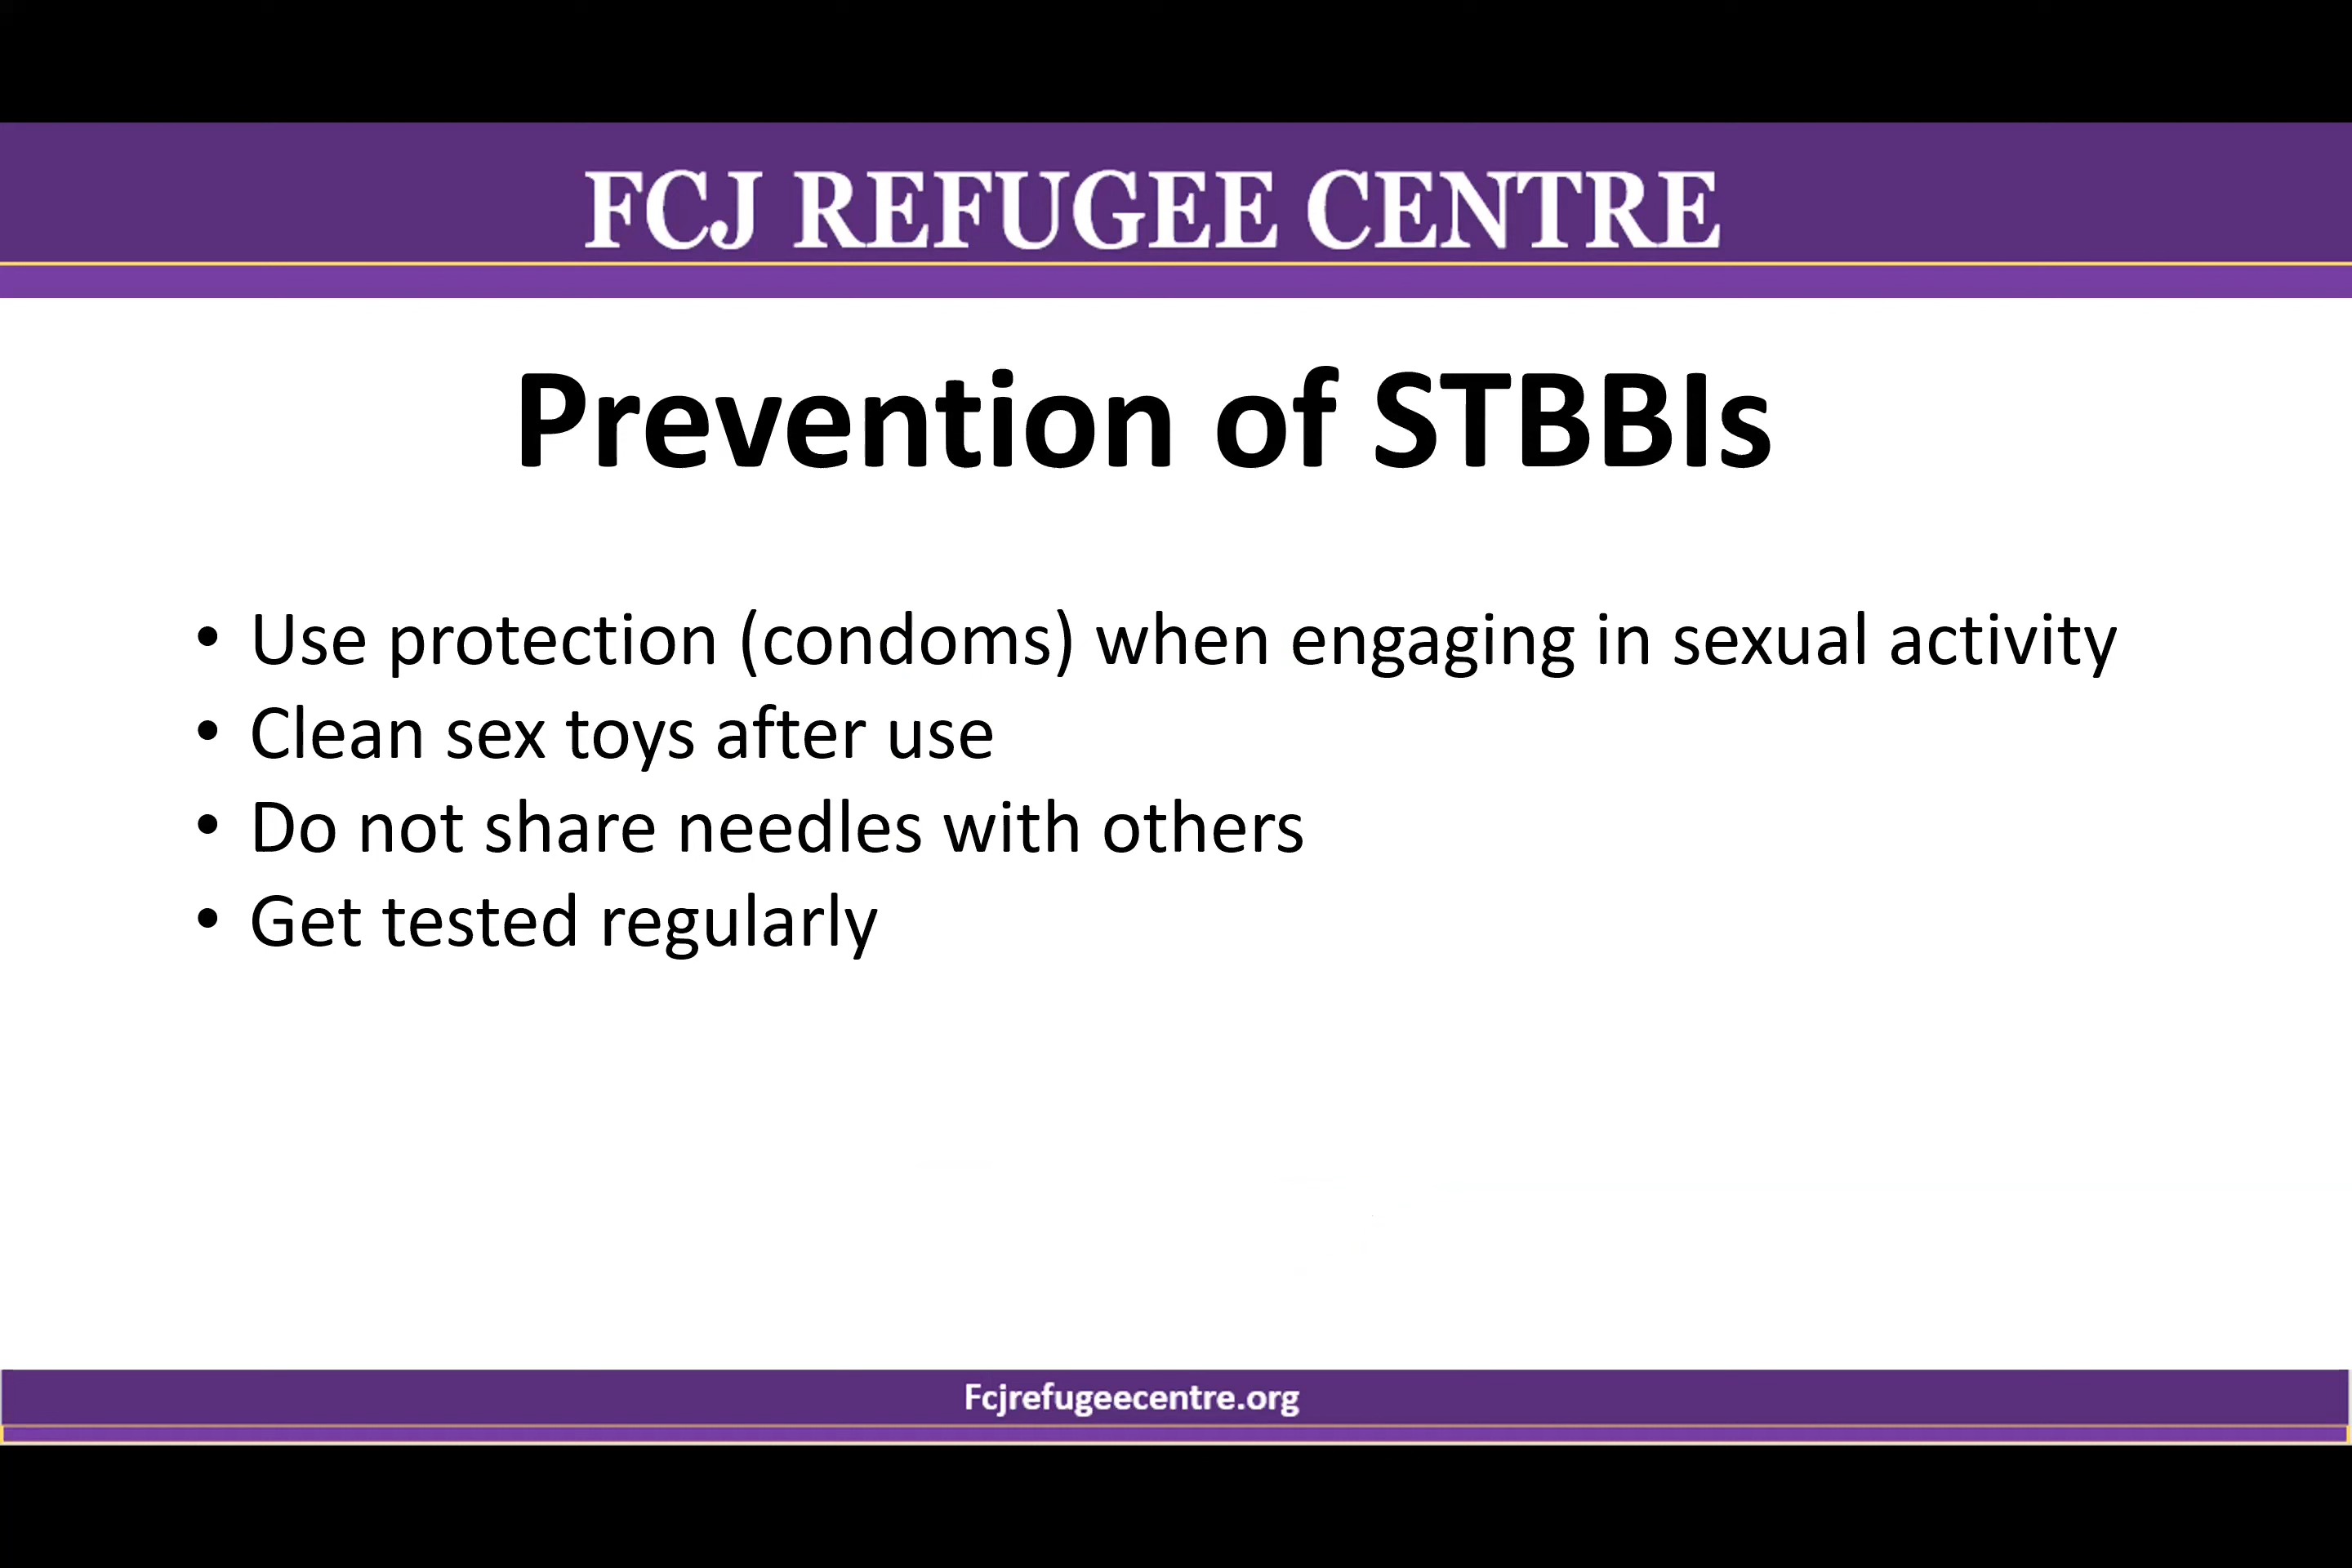 FCJ REFUGEE CENTRE
Prevention of STBBIs
• Use protection (condoms) when engaging in sexual activity
• Clean sex toys after use
• Do not share needles with others
• Get tested regularly
Fcjrefugeecentre.org